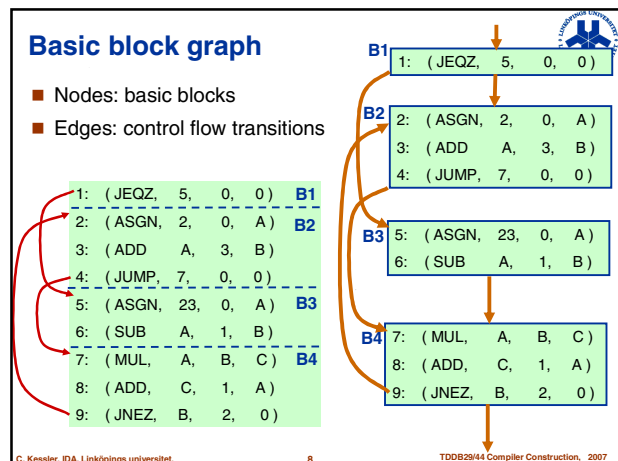 Basic block graph
■ Nodes: basic blocks
■ Edges: control flow transitions
1: ( JEQZ, 5, 0, 0) B1
2: ( ASGN, 2, 0, A) B2
3: ( ADD A, 3, B)
4: ( JUMP, 7, 0, 0)
5: ( ASGN, 23, 0, A) B3
6: ( SUB A, 1, B)
7: ( MUL, A, B, C) B4
8: ( ADD, C, 1, A)
9: ( JNEZ, B, 2, 0)
LINKÖPINGS UNIVERSITET
B1
1: ( JEQZ, 5, 0, 0)
B2
2: ( ASGN, 2, 0, A)
3: ( ADD A, 3, B)
4: ( JUMP, 7, 0, 0)
B3
5: ( ASGN, 23, 0, A)
6: ( SUB A, 1, B)
B4
7: ( MUL, A, B, C)
8: ( ADD, C, 1, A)
9: ( JNEZ, B, 2, 0)
C. Kessler, IDA, Linköpings universitet.
8
TDDB29/44 Compiler Construction, 2007